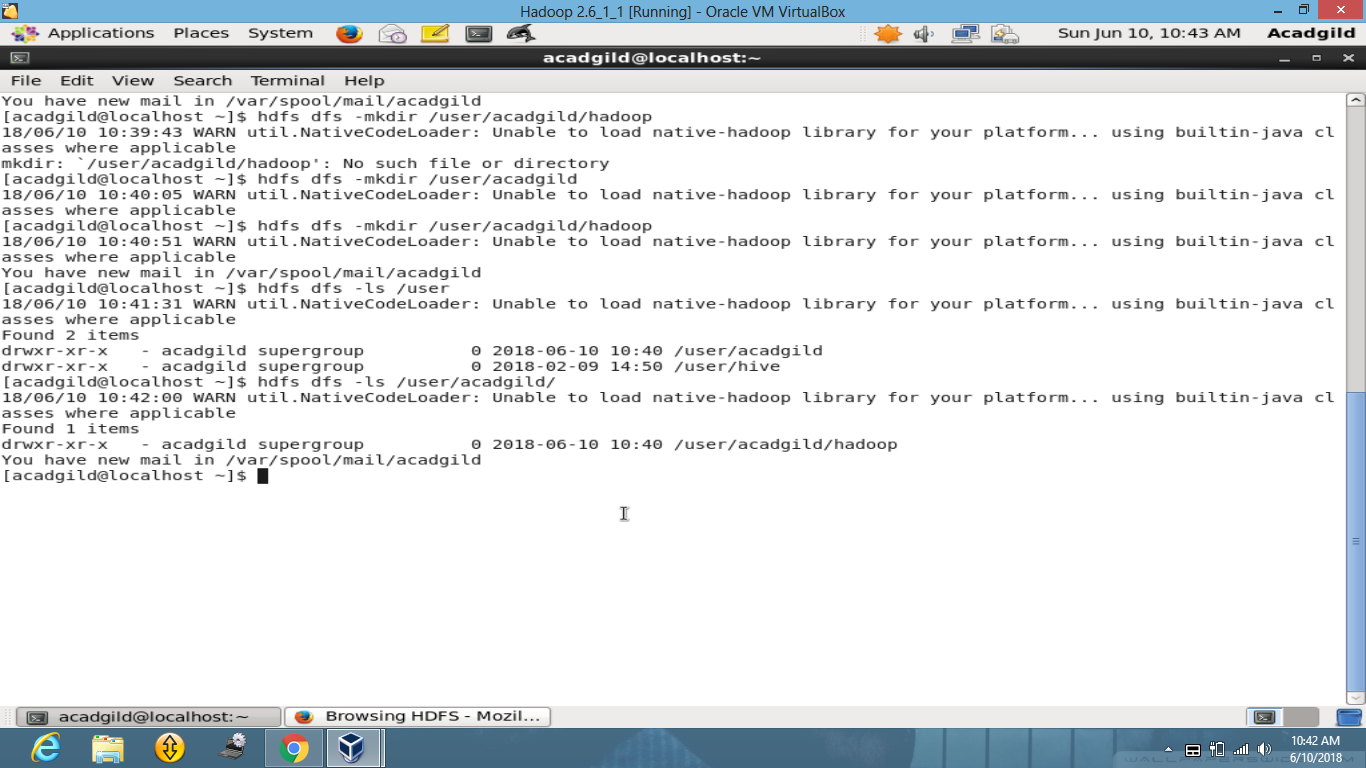 Hadoop 2.6_1_1 [Running] - Oracle VM VirtualBox
Applications Places System Sun Jun 10, 10:43 AM Acadgild
acadgild@localhost:~
File Edit View Search Terminal Help
You have new mail in /var/spool/mail/acadgild
[acadgild@localhost ~]$ hdfs dfs -mkdir /user/acadgild/hadoop
18/06/10 10:39:43 WARN util.NativeCodeLoader: Unable to load native-hadoop library for your platform... using builtin-java cl
asses where applicable
mkdir: `/user/acadgild/hadoop': No such file or directory
[acadgild@localhost ~]$ hdfs dfs -mkdir /user/acadgild
18/06/10 10:40:05 WARN util.NativeCodeLoader: Unable to load native-hadoop library for your platform... using builtin-java cl
asses where applicable
[acadgild@localhost ~]$ hdfs dfs -mkdir /user/acadgild/hadoop
18/06/10 10:40:51 WARN util.NativeCodeLoader: Unable to load native-hadoop library for your platform... using builtin-java cl
asses where applicable
You have new mail in /var/spool/mail/acadgild
[acadgild@localhost ~]$ hdfs dfs -ls /user
18/06/10 10:41:31 WARN util.NativeCodeLoader: Unable to load native-hadoop library for your platform... using builtin-java cl
asses where applicable
Found 2 items
drwxr-xr-x   - acadgild supergroup          0 2018-06-10 10:40 /user/acadgild
drwxr-xr-x   - acadgild supergroup          0 2018-02-09 14:50 /user/hive
[acadgild@localhost ~]$ hdfs dfs -ls /user/acadgild/
18/06/10 10:42:00 WARN util.NativeCodeLoader: Unable to load native-hadoop library for your platform... using builtin-java cl
asses where applicable
Found 1 items
drwxr-xr-x   - acadgild supergroup          0 2018-06-10 10:40 /user/acadgild/hadoop
You have new mail in /var/spool/mail/acadgild
[acadgild@localhost ~]$
acadgild@localhost:~ Browsing HDFS - Mozil...
10:42 AM
6/10/2018